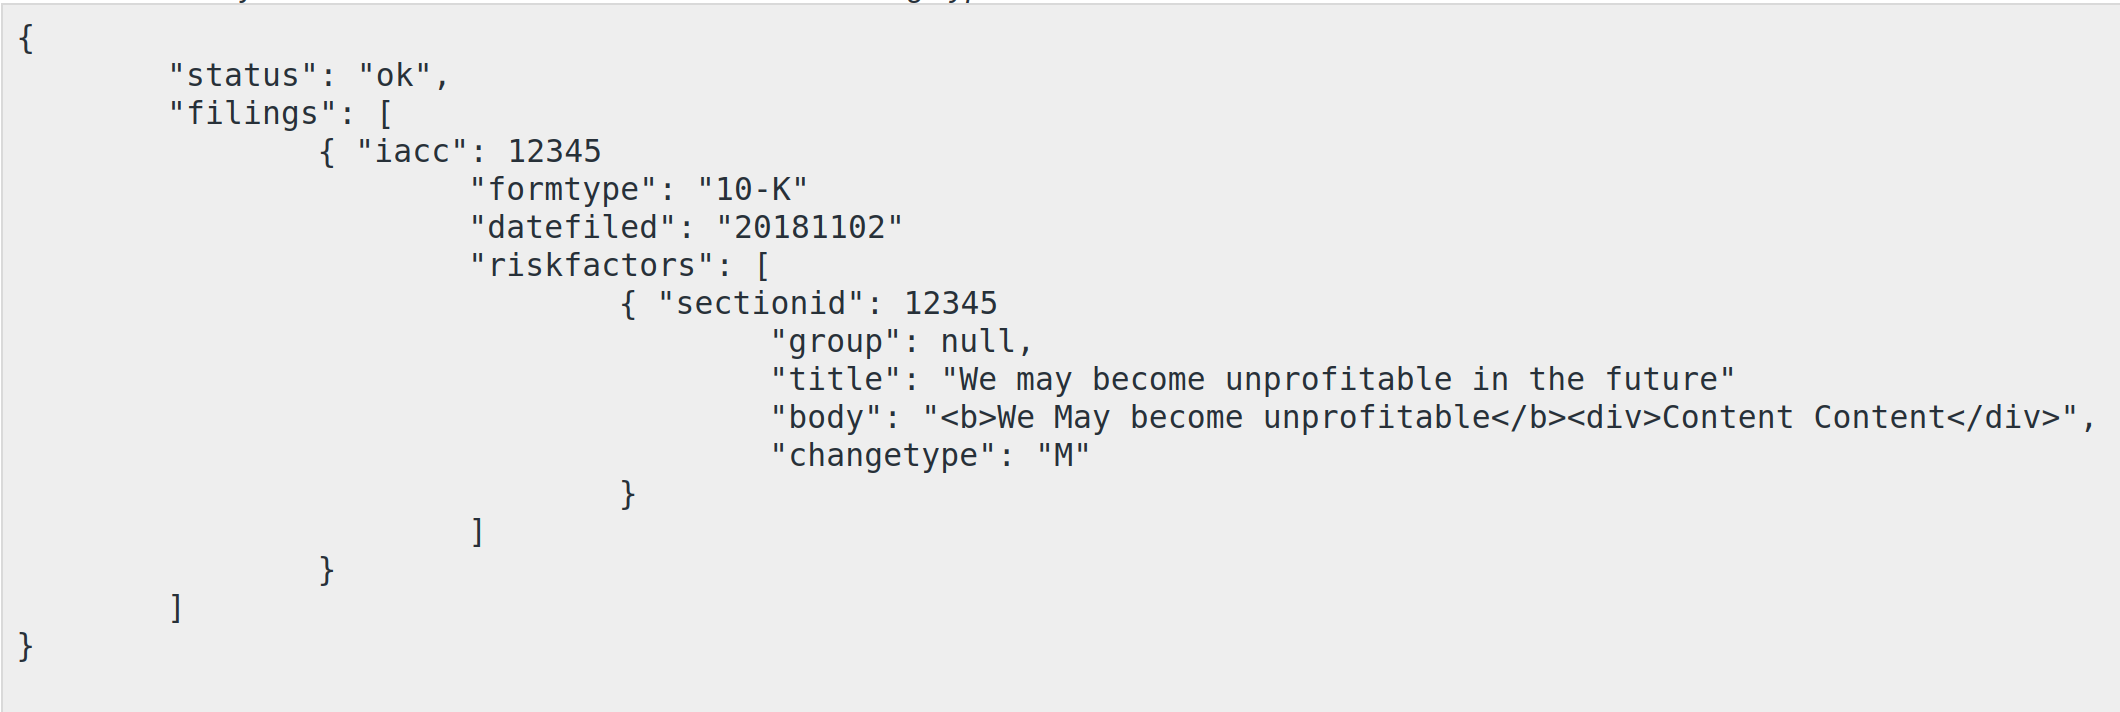 {
"status": "ok",
"filings": [
{ "iacc": 12345
"formtype": "10-K"
"datefiled": "20181102"
"riskfactors": [
{ "sectionid": 12345
"group": null,
"title": "We may become unprofitable in the future"
"body": "<b>We May become unprofitable</b><div>Content Content</div>",
"changetype": "M"
}
]
}
]
}